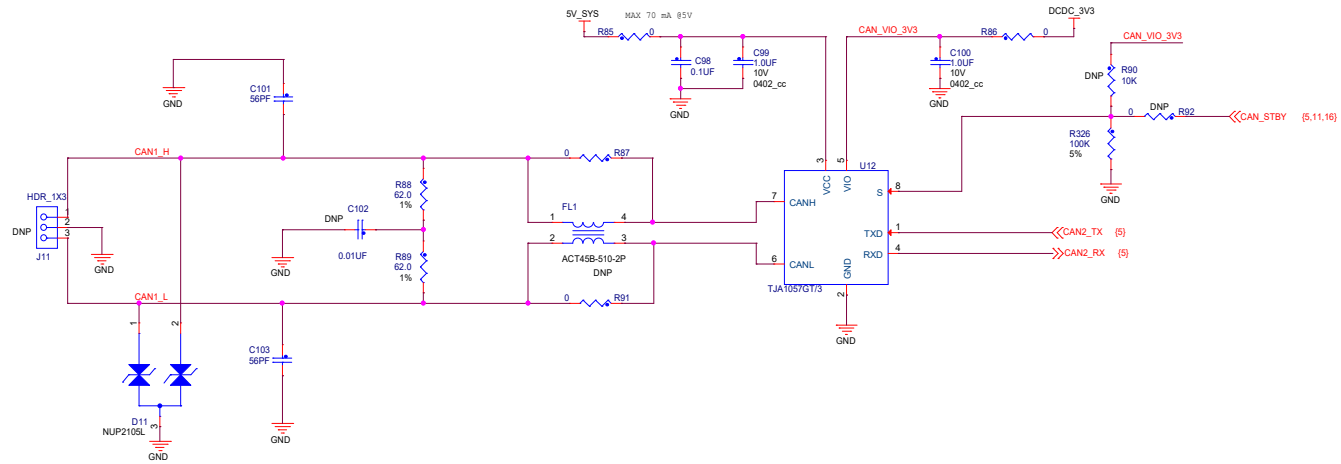 5V_SYS
MAX 70 mA @5V
DCDC_3V3
R85
0
CAN_VIO_3V3
R86
0
CAN_VIO_3V3
C98
0.1UF
C99
1.0UF
10V
0402_cc
GND
C100
1.0UF
10V
0402_cc
GND
DNP
R90
10K
C101
56PF
GND
0
DNP
R92
CAN_STBY
{5,11,16}
R326
100K
5%
GND
CAN1_H
0
R87
3
5
U12
VCC
VIO
S
8
HDR_1X3
1
2
3
DNP
J11
GND
R88
62.0
1%
DNP
C102
0.01UF
GND
R89
62.0
1%
FL1
1
4
2
3
ACT45B-510-2P
DNP
7
CANH
6
CANL
TXD
1
CAN2_TX
{5}
RXD
4
CAN2_RX
{5}
GND
TJA1057GT/3
2
GND
CAN1_L
0
R91
1
2
C103
56PF
GND
D11
NUP2105L
3
GND